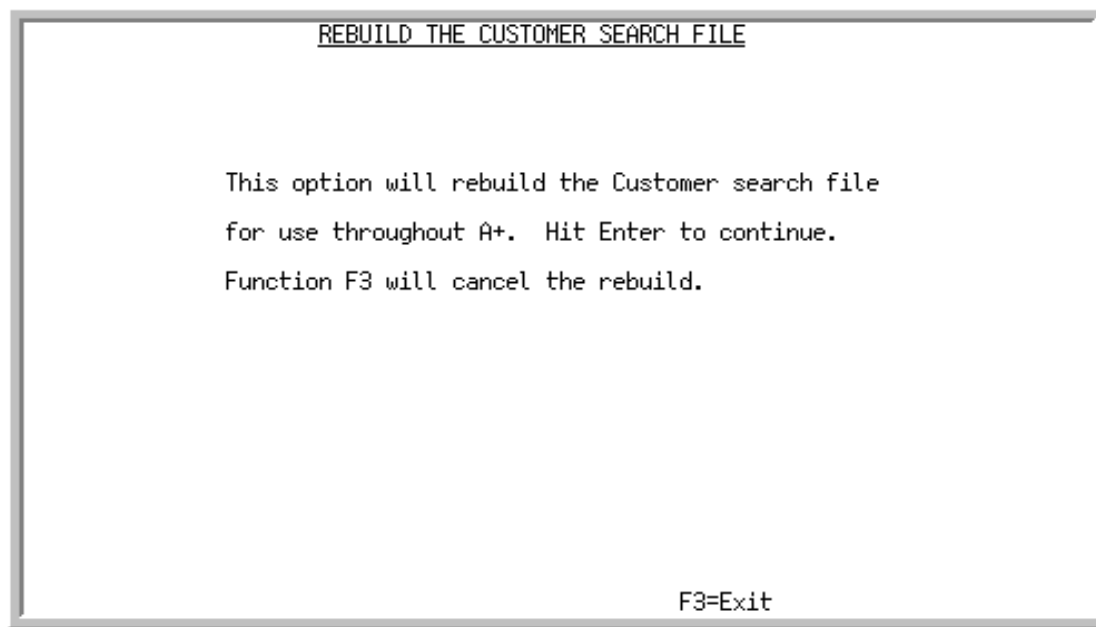 REBUILD THE CUSTOMER SEARCH FILE
This option will rebuild the Customer search file
for use throughout A+.  Hit Enter to continue.
Function F3 will cancel the rebuild.
F3=Exit